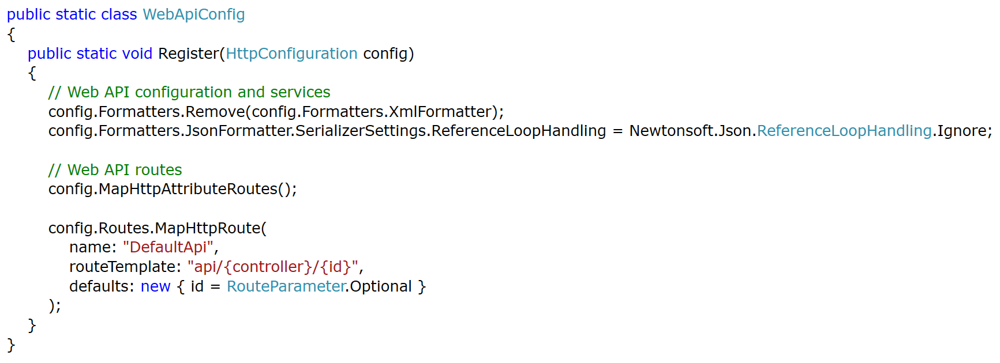 public static class WebApiConfig
{
public static void Register(HttpConfiguration config)
{
// Web API configuration and services
config.Formatters.Remove(config.Formatters.XmlFormatter);
config.Formatters.JsonFormatter.SerializerSettings.ReferenceLoopHandling = Newtonsoft.Json.ReferenceLoopHandling.Ignore;
// Web API routes
config.MapHttpAttributeRoutes();
config.Routes.MapHttpRoute(
name: "DefaultApi",
routeTemplate: "api/{controller}/{id}",
defaults: new { id = RouteParameter.Optional }
);
}
}